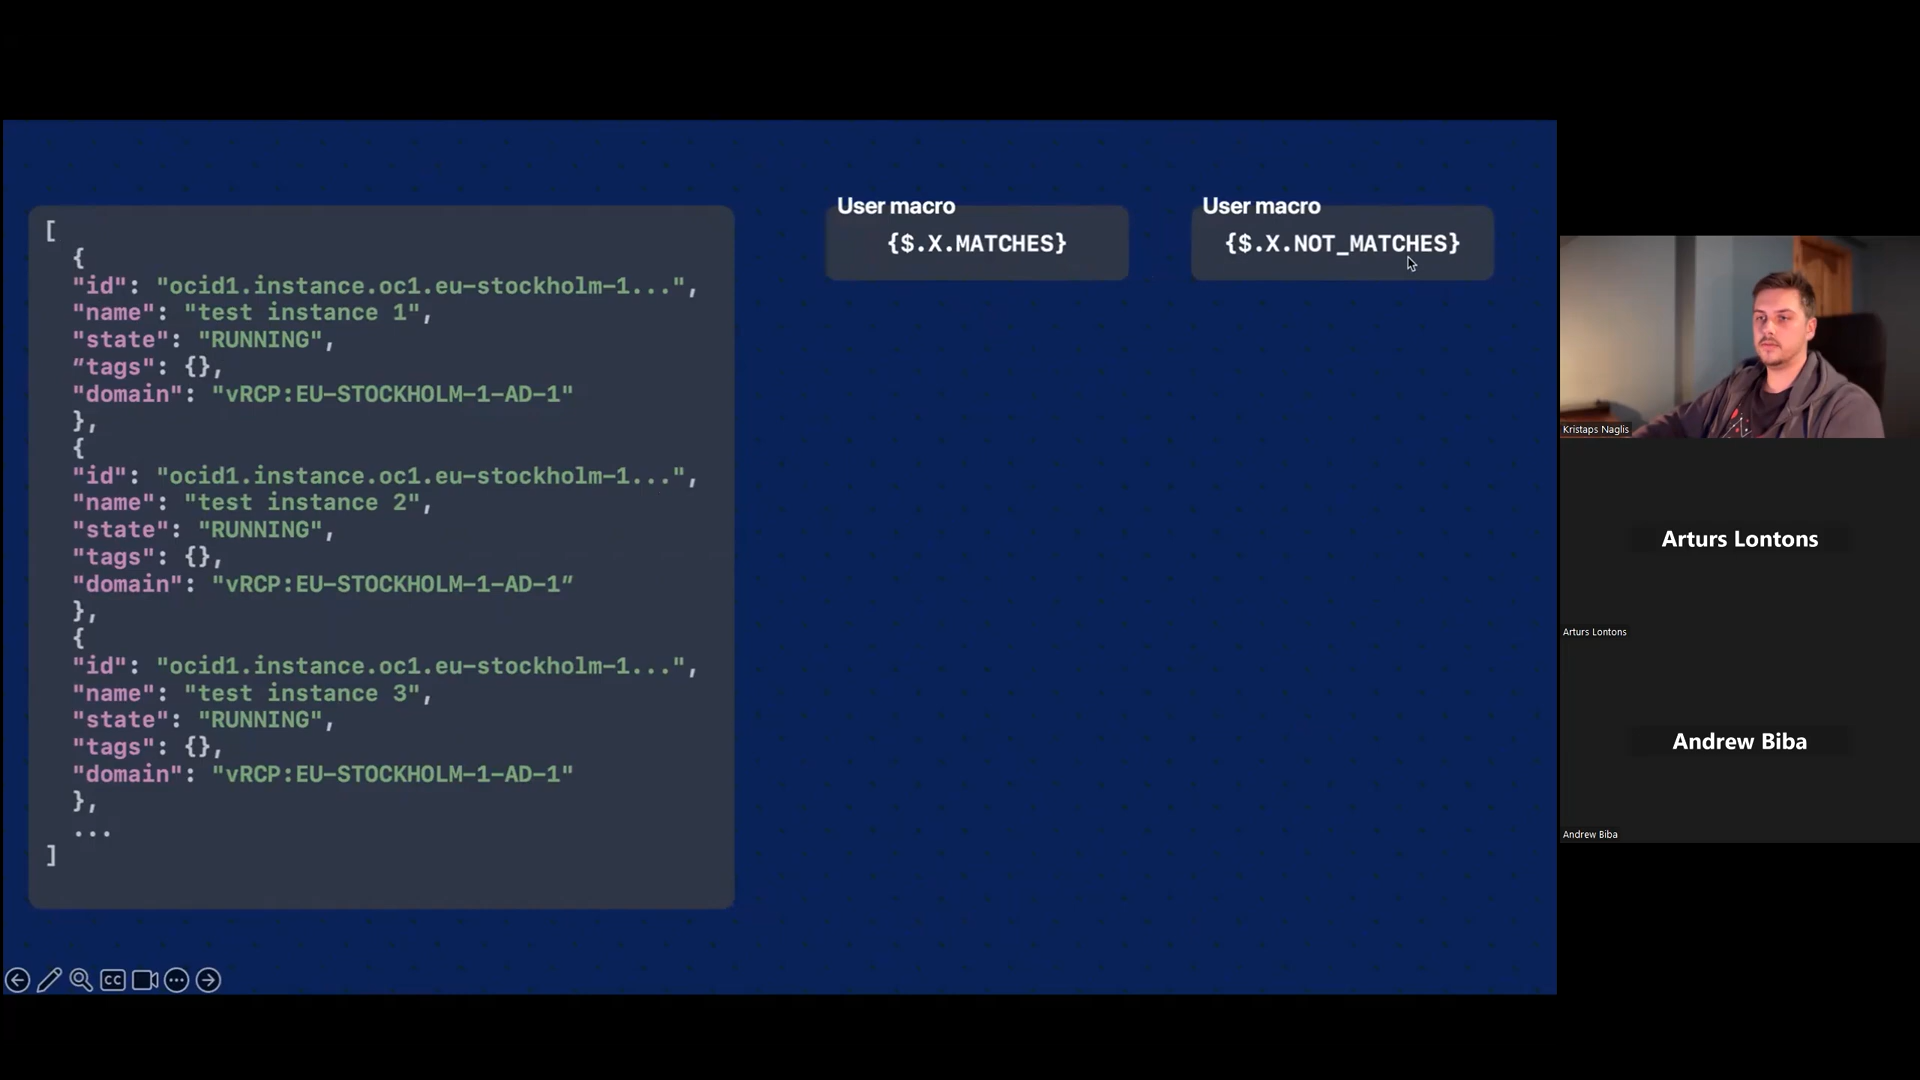 [
{
"id": "ocid1.instance.oc1.eu-stockholm-1...",
"name": "test instance 1",
"state": "RUNNING",
”tags": {},
"domain": "vRCP:EU-STOCKHOLM-1-AD-1"
},
{
"id": "ocid1.instance.oc1.eu-stockholm-1...",
"name": "test instance 2",
"state": "RUNNING",
"tags": {},
"domain": "vRCP:EU-STOCKHOLM-1-AD-1”
},
{
"id": "ocid1.instance.oc1.eu-stockholm-1...",
"name": "test instance 3",
"state": "RUNNING",
"tags": {},
"domain": "vRCP:EU-STOCKHOLM-1-AD-1"
},
...
]
User macro
{$.X.MATCHES}
User macro
{$.X.NOT_MATCHES}
CC
Kristaps Naglis
Arturs Lontons
Arturs Lontons
Andrew Biba
Andrew Biba